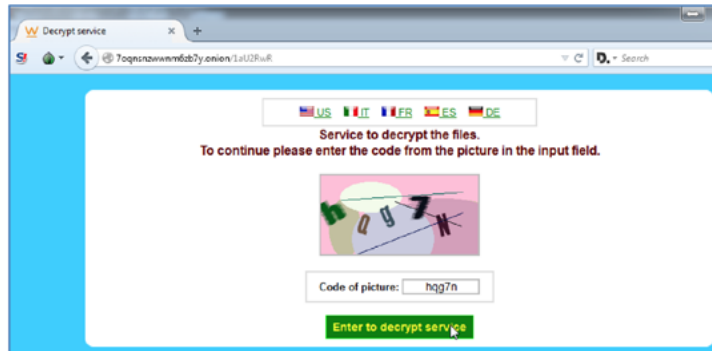 Decrypt service
7oqnsnzwwnm6zb7y.onion/1aU2RwR
Search
US IT FR ES DE
Service to decrypt the files.
To continue please enter the code from the picture in the input field.
hqg7N
Code of picture: hqg7n
Enter to decrypt service